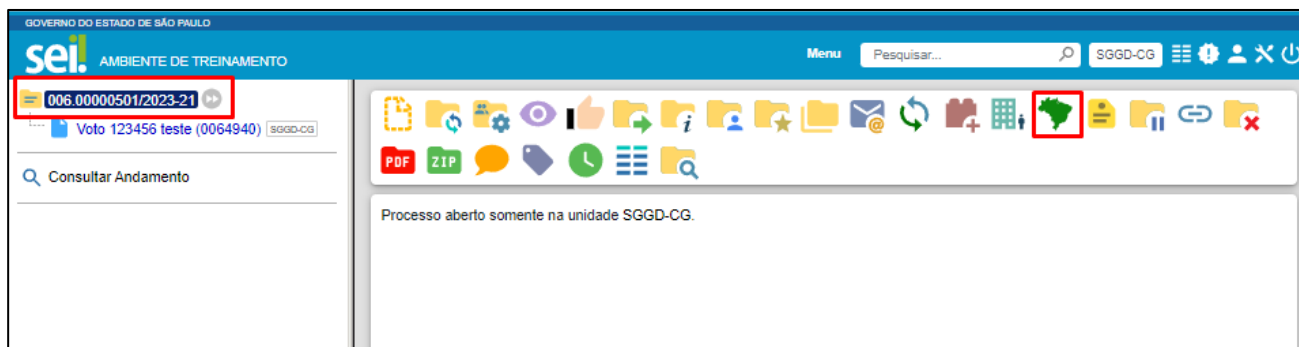 GOVERNO DO ESTADO DE SÃO PAULO
sei! AMBIENTE DE TREINAMENTO
Menu Pesquisar... SGGD-CG
006.00000501/2023-21
Voto 123456 teste (0064940) SGGD-CG
Consultar Andamento
PDF ZIP
Processo aberto somente na unidade SGGD-CG.